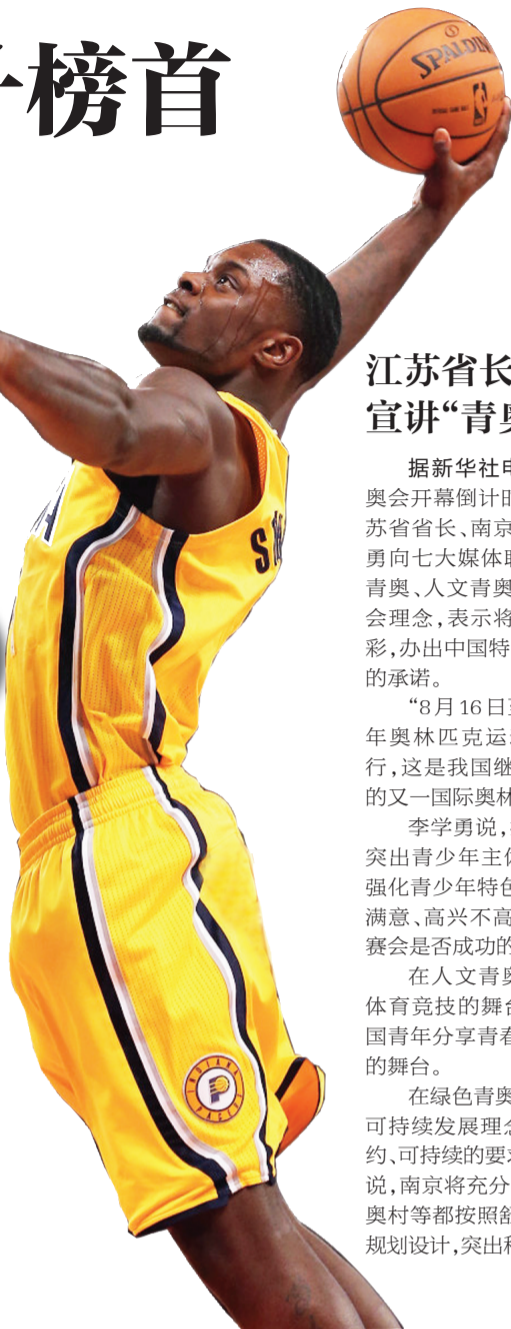 榜首
SPALDING
INDIANA
PACERS
江苏省长
宣讲“青奥
据新华社电
奥会开幕倒计时
苏省省长、南京
勇向七大媒体联
青奥、人文青奥
会理念,表示将
彩,办出中国特
的承诺。
“8月16日至
年奥林匹克运动
行,这是我国继
的又一国际奥林
李学勇说,
突出青少年主体
强化青少年特色
满意、高兴不高
赛会是否成功的
在人文青奥
体育竞技的舞台
国青年分享青春
的舞台。
在绿色青奥
可持续发展理念
约、可持续的要求
说,南京将充分
奥村等都按照舒
规划设计,突出科